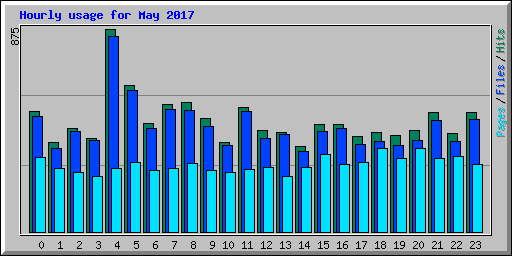 Hourly usage for May 2017
875
Pages/Files/Hits
0 1 2 3 4 5 6 7 8 9 10 11 12 13 14 15 16 17 18 19 20 21 22 23